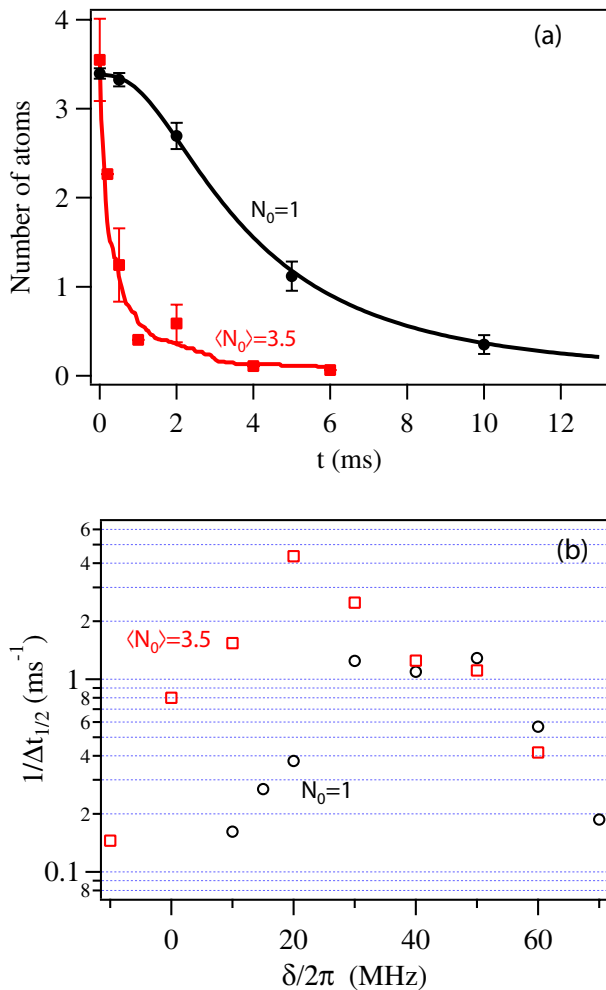 (a)
4
3
2
1
0
Number of atoms
N₀=1
⟨N₀⟩=3.5
0 2 4 6 8 10 12
t (ms)
(b)
6
4
2
1
8
6
4
2
0.1
8
1/Δt₁/₂ (ms⁻¹)
⟨N₀⟩=3.5
N₀=1
0 20 40 60
δ/2π (MHz)